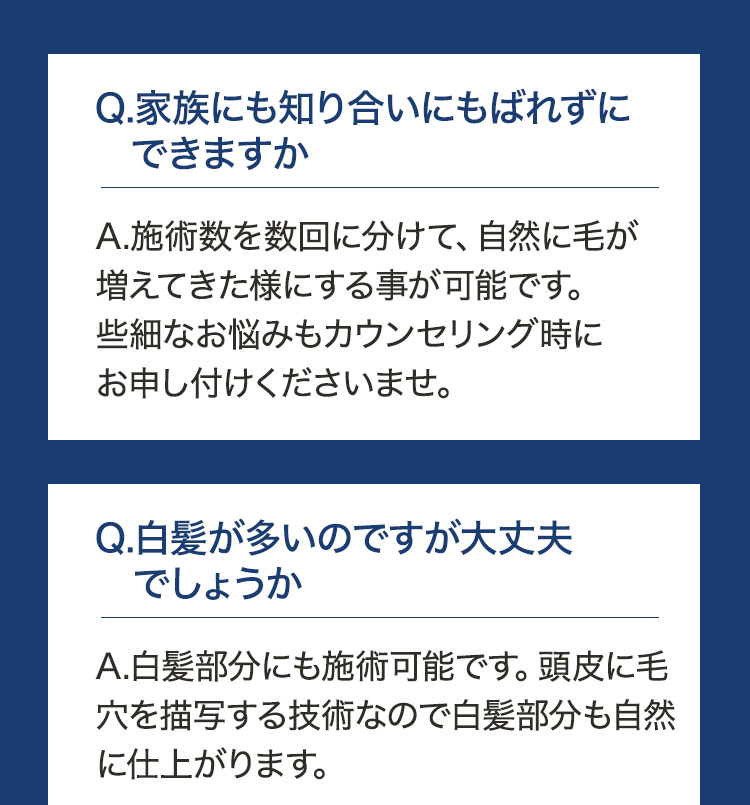 Q.家族にも知り合いにもばれずに
できますか
A.施術数を数回に分けて、自然に毛が
増えてきた様にする事が可能です。
些細なお悩みもカウンセリング時に
お申し付けくださいませ。
Q.白髪が多いのですが大丈夫
でしょうか
A.白髪部分にも施術可能です。頭皮に毛
穴を描写する技術なので白髪部分も自然
に仕上がります。